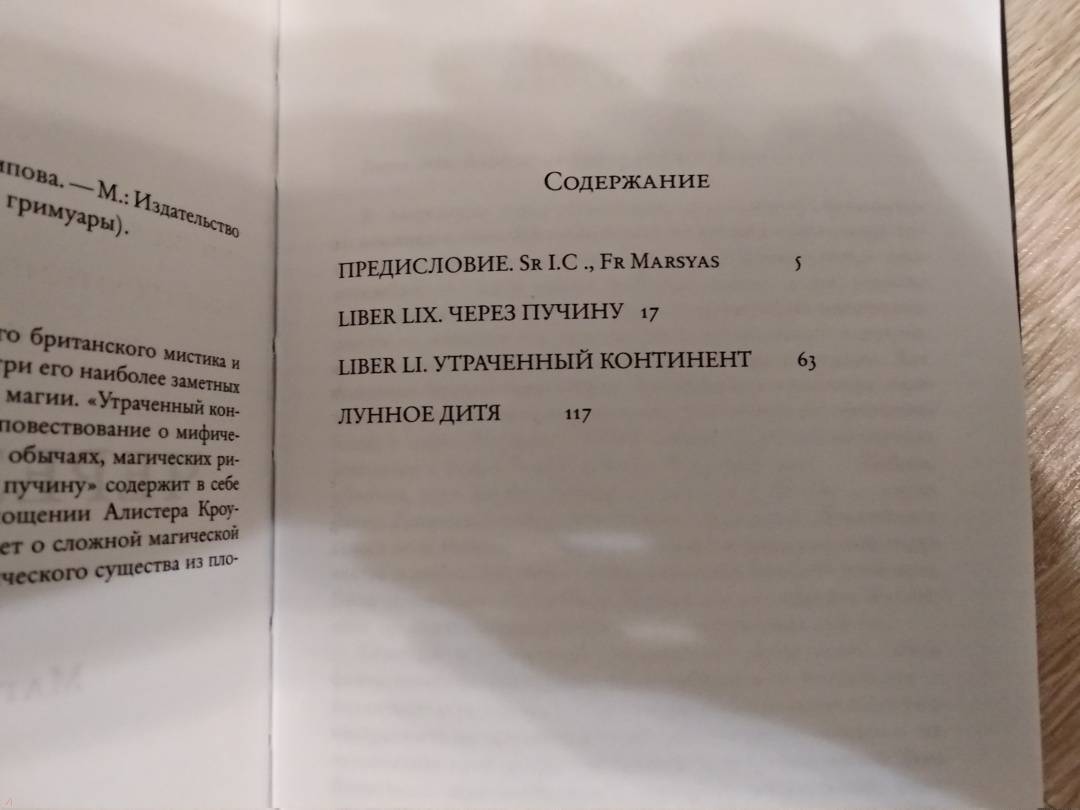 ипова. — М.: Издательство
гримуары).
го британского мистика и
три его наиболее заметных
магии. «Утраченный кон-
повествование о мифиче-
обычаях, магических ри-
пучину» содержит в себе
ощении Алистера Кроу-
ет о сложной магической
ческого существа из пло-
Содержание
ПРЕДИСЛОВИЕ. Sr I.C ., Fr Marsyas 5
LIBER LIX. ЧЕРЕЗ ПУЧИНУ 17
LIBER LI. УТРАЧЕННЫЙ КОНТИНЕНТ 63
ЛУННОЕ ДИТЯ 117